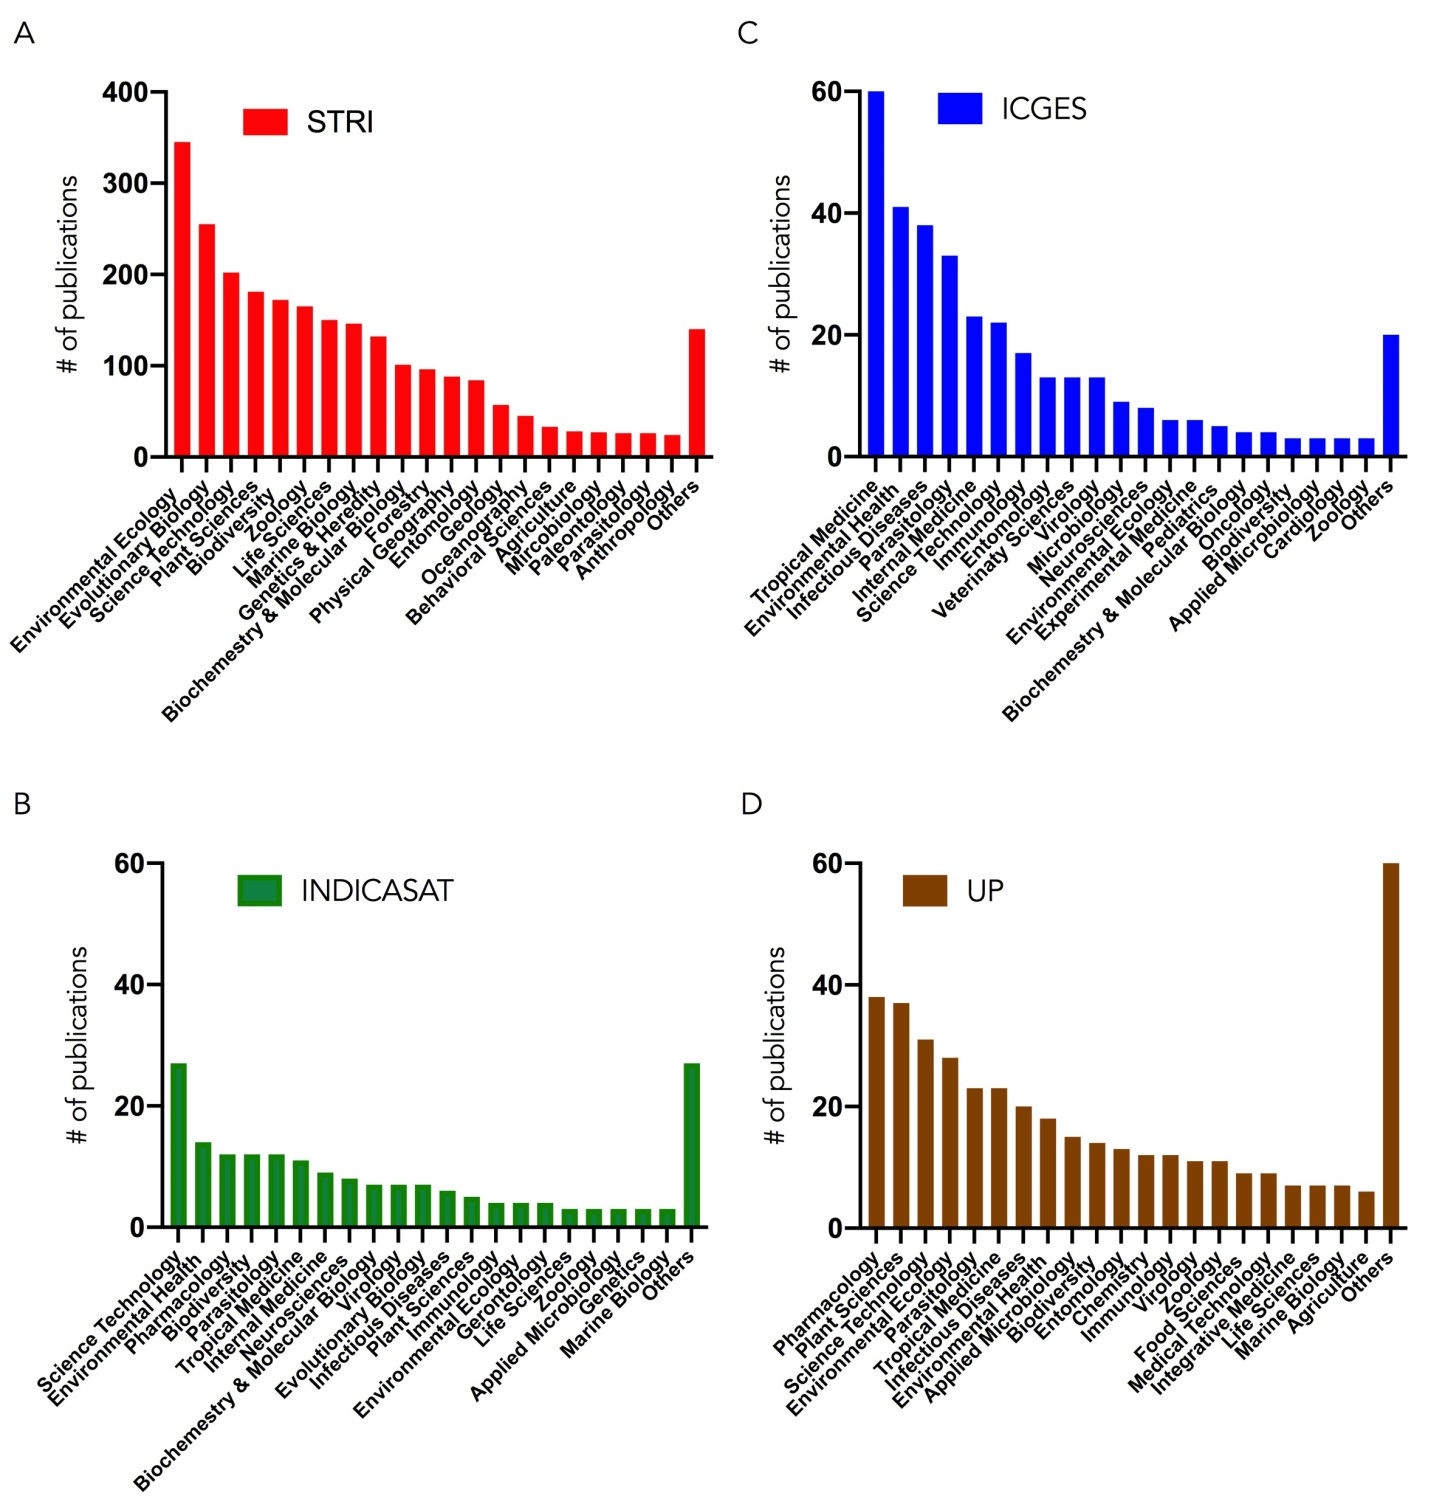 A
400
300
200
100
0
# of publications
STRI
Environmental Ecology
Evolutionary Biology
Science Technology
Plant Sciences
Biodiversity
Zoology
Life Sciences
Marine Biology
Genetics & Heredity
Biochemestry & Molecular Biology
Forestry
Physical Geography
Entomology
Geology
Oceanography
Behavioral Sciences
Agriculture
Mircobiology
Paleontology
Parasitology
Anthropology
Others
C
60
40
20
0
# of publications
ICGES
Tropical Medicine
Environmental Health
Infectious Diseases
Parasitology
Internal Medicine
Science Technology
Immunology
Entomology
Veterinaty Sciences
Virology
Microbiology
Neurosciences
Environmental Ecology
Experimental Medicine
Pediatrics
Biochemestry & Molecular Biology
Oncology
Biodiversity
Applied Microbiology
Cardiology
Zoology
Others
B
60
40
20
0
# of publications
INDICASAT
Science Technology
Environmental Health
Pharmacology
Biodiversity
Parasitology
Tropical Medicine
Internal Medicine
Neurosciences
Biochemestry & Molecular Biology
Virology
Evolutionary Biology
Infectious Diseases
Plant Sciences
Immunology
Environmental Ecology
Gerontology
Life Sciences
Zoology
Applied Microbiology
Genetics
Marine Biology
Others
D
60
40
20
0
# of publications
UP
Pharmacology
Plant Sciences
Science Technology
Environmental Ecology
Parasitology
Tropical Medicine
Infectious Diseases
Environmental Health
Applied Microbiology
Biodiversity
Entomology
Chemistry
Immunology
Virology
Zoology
Food Sciences
Medical Technology
Integrative Medicine
Life Sciences
Marine Biology
Agriculture
Others